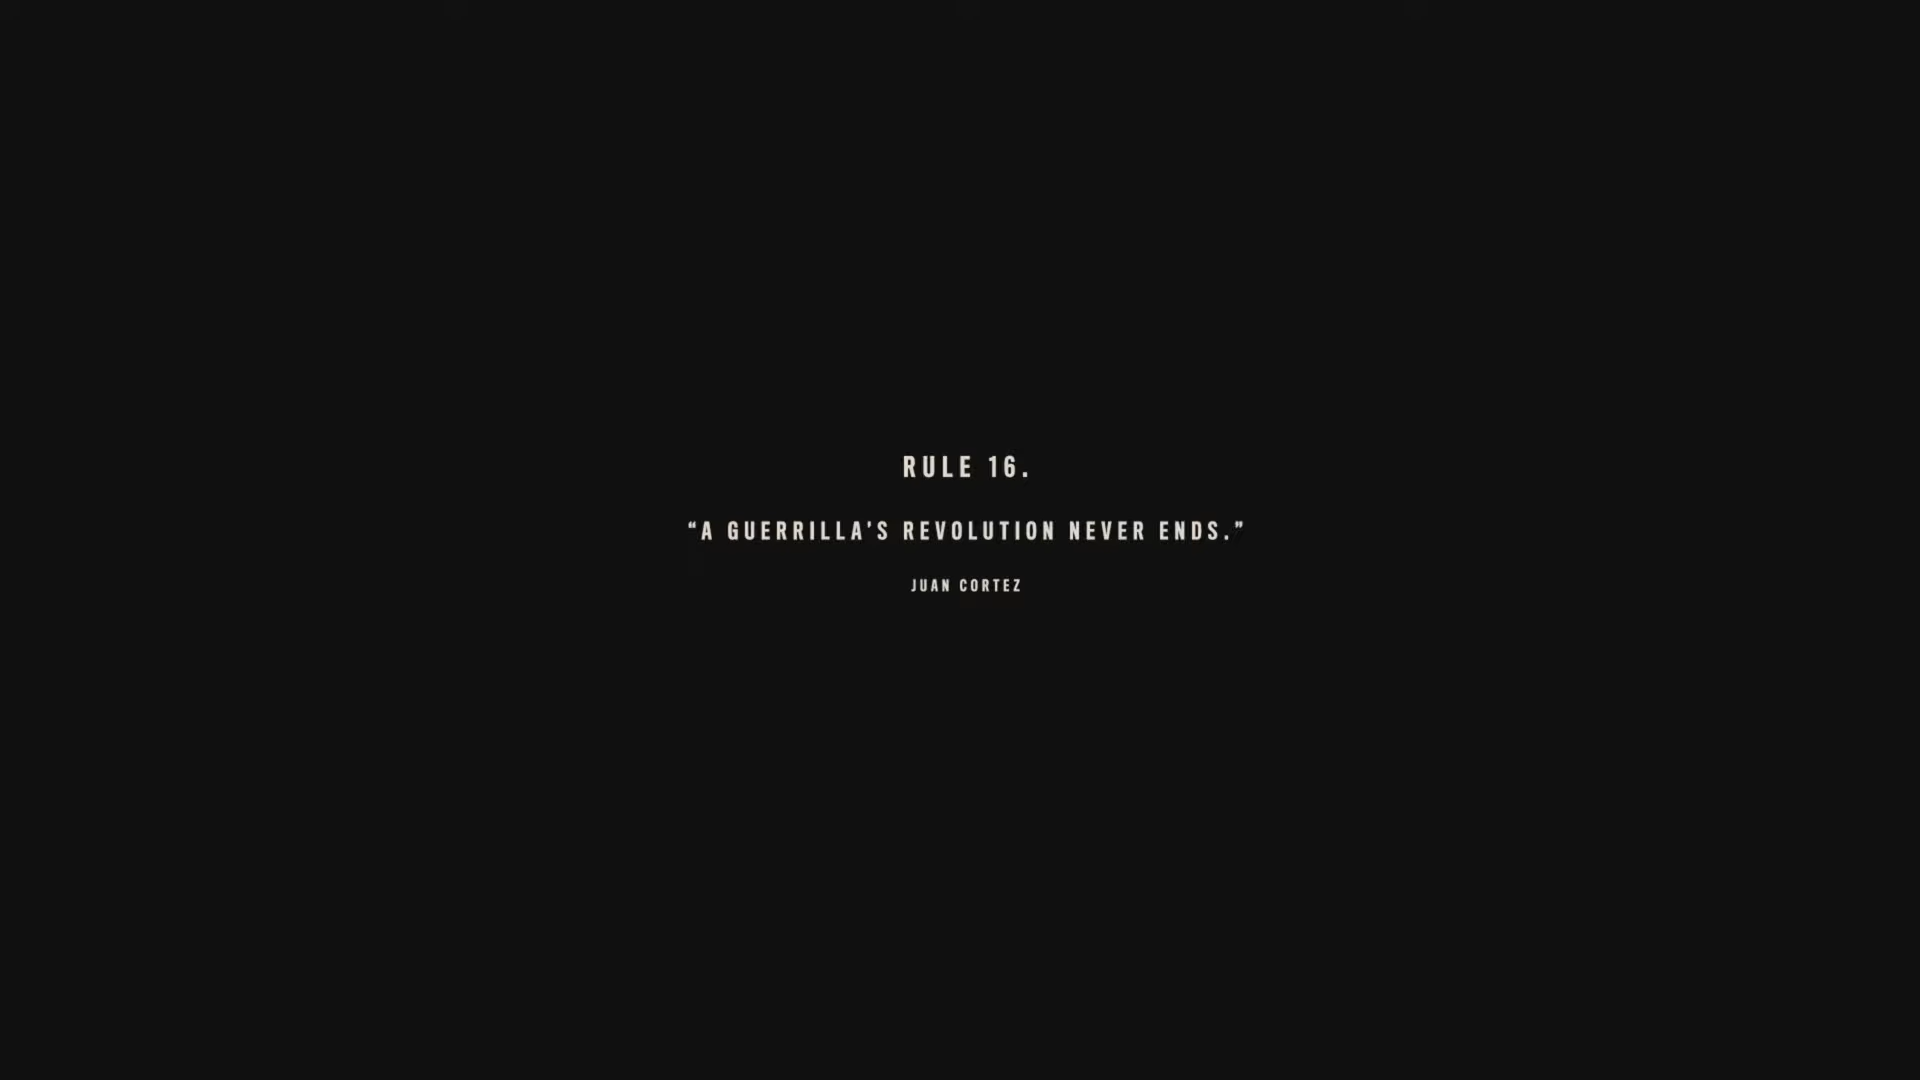 RULE 16.
“A GUERRILLA’S REVOLUTION NEVER ENDS.”
JUAN CORTEZ